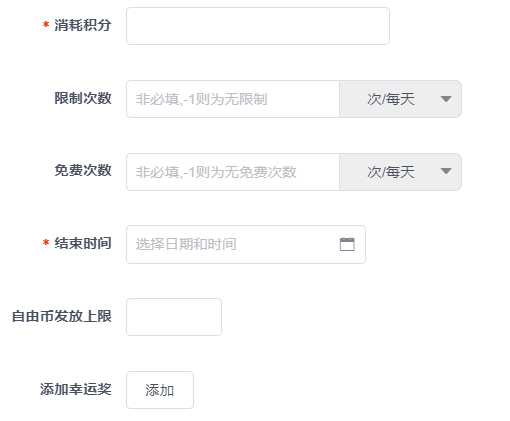 * 消耗积分
限制次数 非必填,-1则为无限制 次/每天
免费次数 非必填,-1则为无免费次数 次/每天
* 结束时间 选择日期和时间
自由币发放上限
添加幸运奖 添加